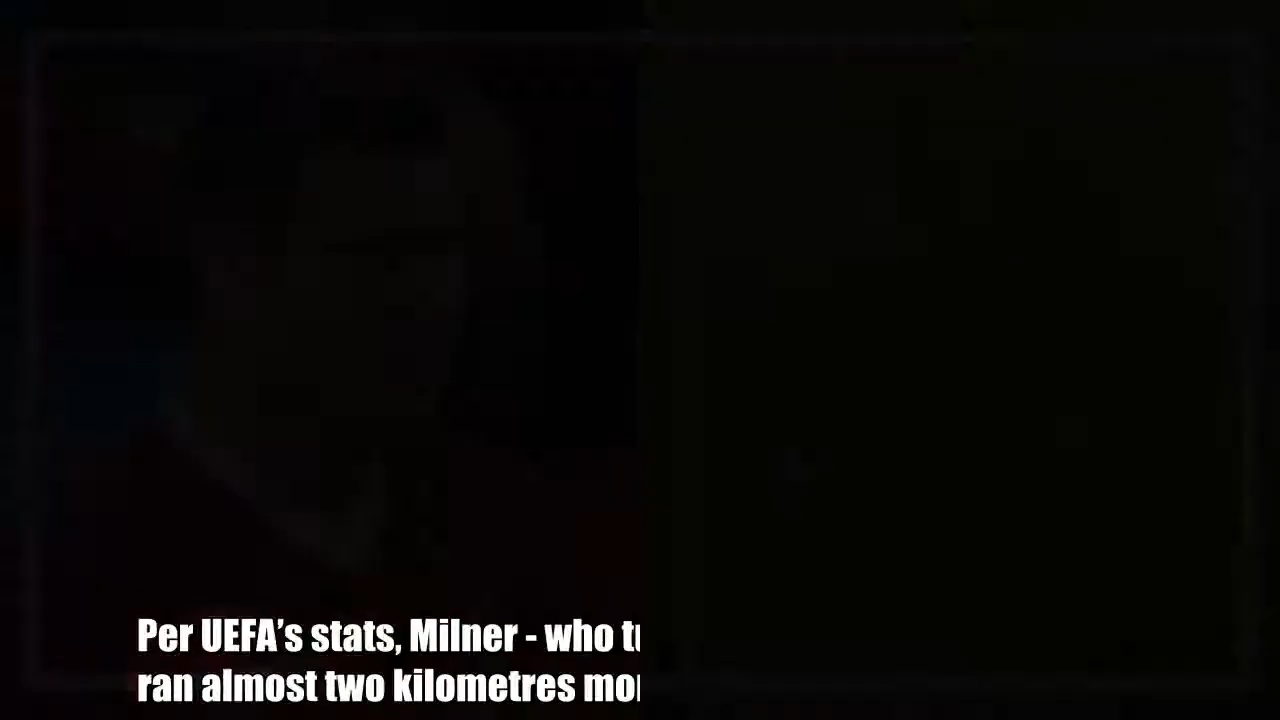 Per UEFA’s stats, Milner - who
ran almost two kilometres